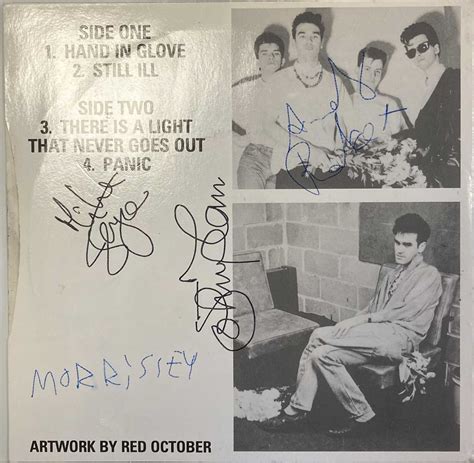 SIDE ONE
1. HAND IN GLOVE
2. STILL ILL
SIDE TWO
3. THERE IS A LIGHT
THAT NEVER GOES OUT
4. PANIC
MORRISSEY
ARTWORK BY RED OCTOBER